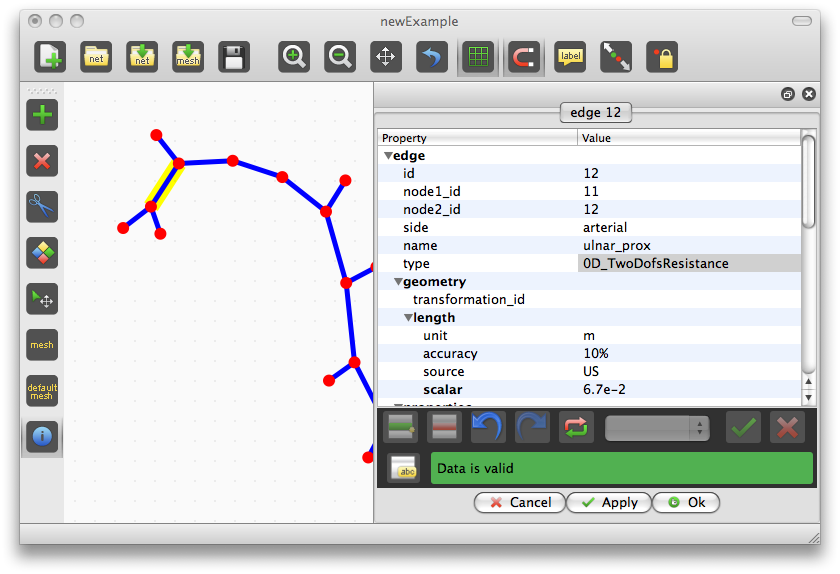 newExample
net
net
mesh
label
mesh
default
mesh
edge 12
Property Value
edge
id 12
node1_id 11
node2_id 12
side arterial
name ulnar_prox
type 0D_TwoDofsResistance
geometry
transformation_id
length
unit m
accuracy 10%
source US
scalar 6.7e-2
abc
Data is valid
Cancel Apply Ok